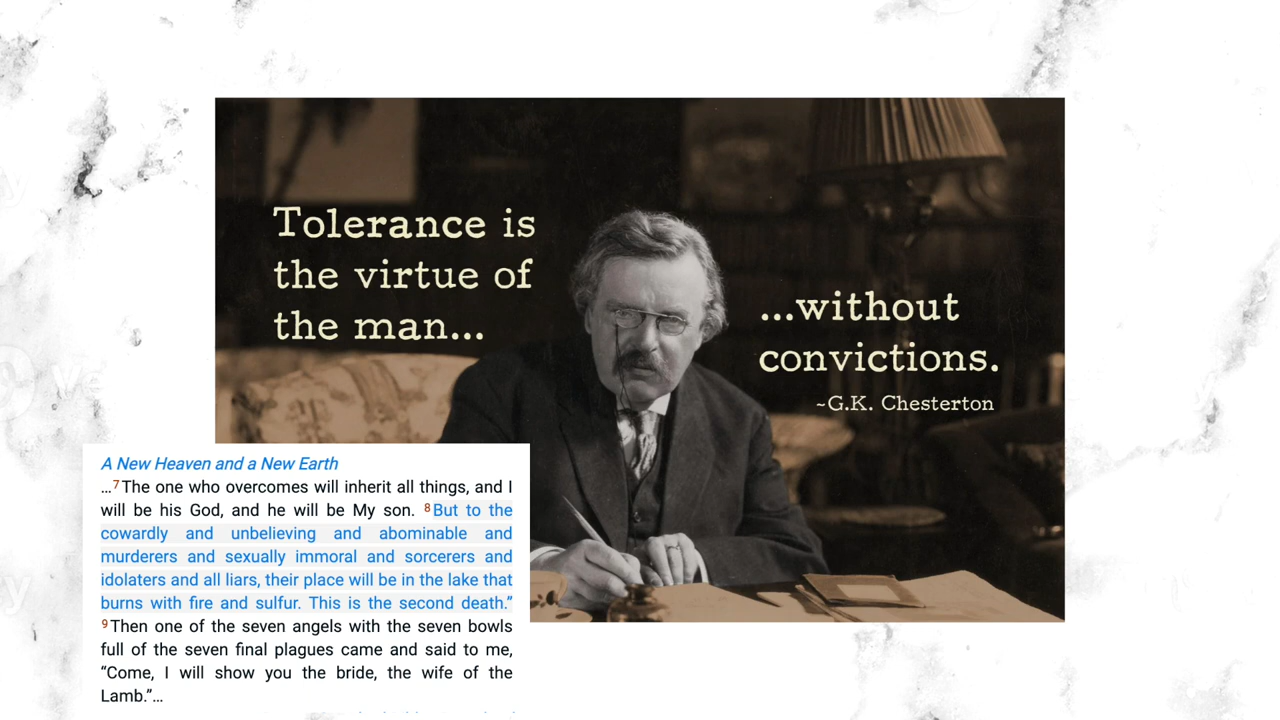 Tolerance is
the virtue of
the man...
...without
convictions.
~G.K. Chesterton
A New Heaven and a New Earth
…7The one who overcomes will inherit all things, and I
will be his God, and he will be My son. 8But to the
cowardly and unbelieving and abominable and
murderers and sexually immoral and sorcerers and
idolaters and all liars, their place will be in the lake that
burns with fire and sulfur. This is the second death.”
9Then one of the seven angels with the seven bowls
full of the seven final plagues came and said to me,
“Come, I will show you the bride, the wife of the
Lamb.”…